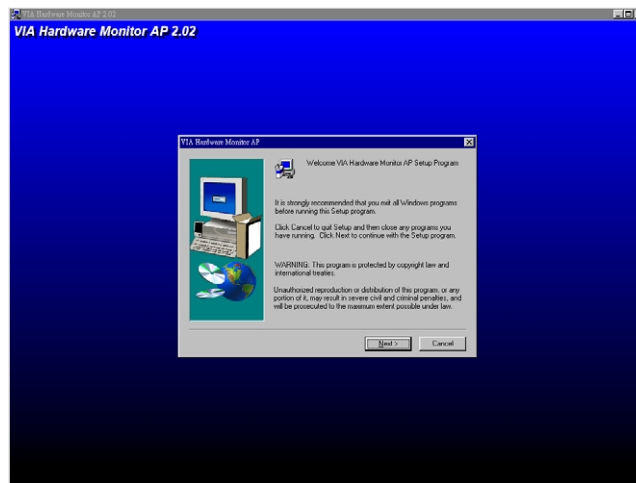 VIA Hardware Monitor AP 2.02
VIA Hardware Monitor AP 2.02
VIA Hardware Monitor AP
Welcome VIA Hardware Monitor AP Setup Program
It is strongly recommended that you exit all Windows programs
before running this Setup program.
Click Cancel to quit Setup and then close any programs you
have running. Click Next to continue with the Setup program.
WARNING: This program is protected by copyright law and
international treaties.
Unauthorized reproduction or distribution of this program, or any
portion of it, may result in severe civil and criminal penalties, and
will be prosecuted to the maximum extent possible under law.
Next >
Cancel